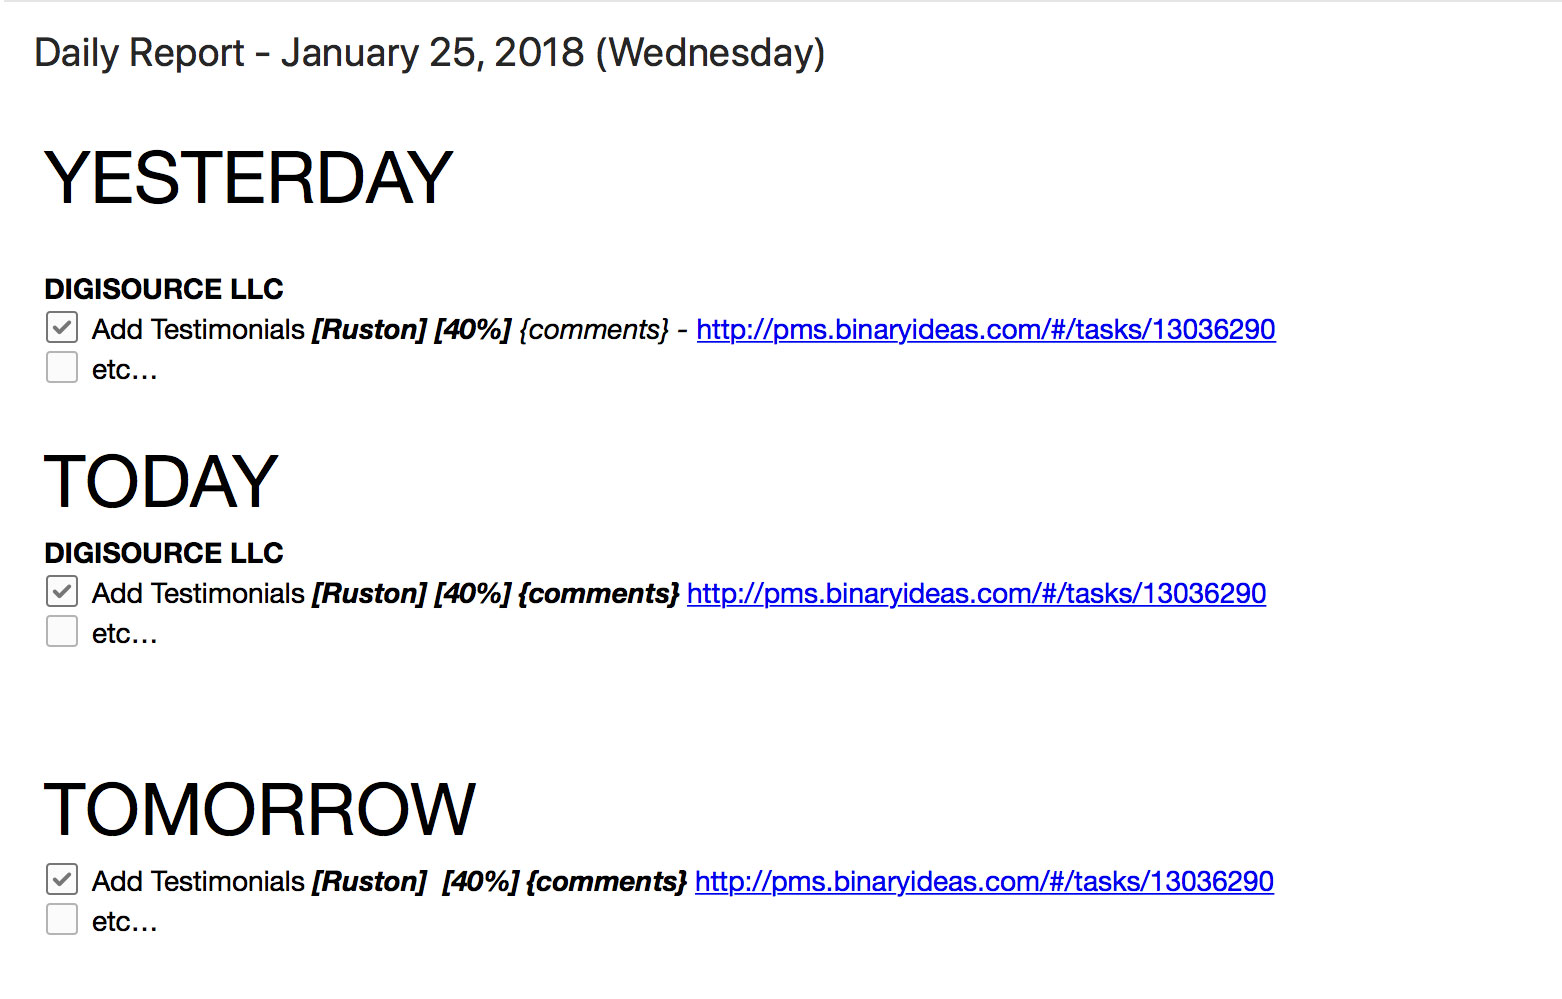 Daily Report - January 25, 2018 (Wednesday)
YESTERDAY
DIGISOURCE LLC
Add Testimonials [Ruston] [40%] {comments} - http://pms.binaryideas.com/#/tasks/13036290
etc...
TODAY
DIGISOURCE LLC
Add Testimonials [Ruston] [40%] {comments} http://pms.binaryideas.com/#/tasks/13036290
etc...
TOMORROW
Add Testimonials [Ruston]  [40%] {comments} http://pms.binaryideas.com/#/tasks/13036290
etc...